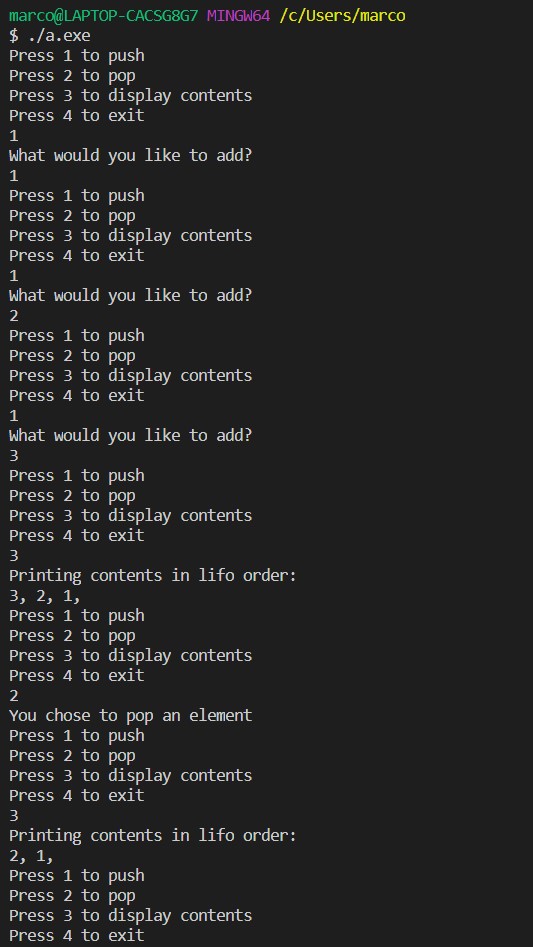 marco@LAPTOP-CACSG8G7 MINGW64 /c/Users/marco
$ ./a.exe
Press 1 to push
Press 2 to pop
Press 3 to display contents
Press 4 to exit
1
What would you like to add?
1
Press 1 to push
Press 2 to pop
Press 3 to display contents
Press 4 to exit
1
What would you like to add?
2
Press 1 to push
Press 2 to pop
Press 3 to display contents
Press 4 to exit
1
What would you like to add?
3
Press 1 to push
Press 2 to pop
Press 3 to display contents
Press 4 to exit
3
Printing contents in lifo order:
3, 2, 1,
Press 1 to push
Press 2 to pop
Press 3 to display contents
Press 4 to exit
2
You chose to pop an element
Press 1 to push
Press 2 to pop
Press 3 to display contents
Press 4 to exit
3
Printing contents in lifo order:
2, 1,
Press 1 to push
Press 2 to pop
Press 3 to display contents
Press 4 to exit